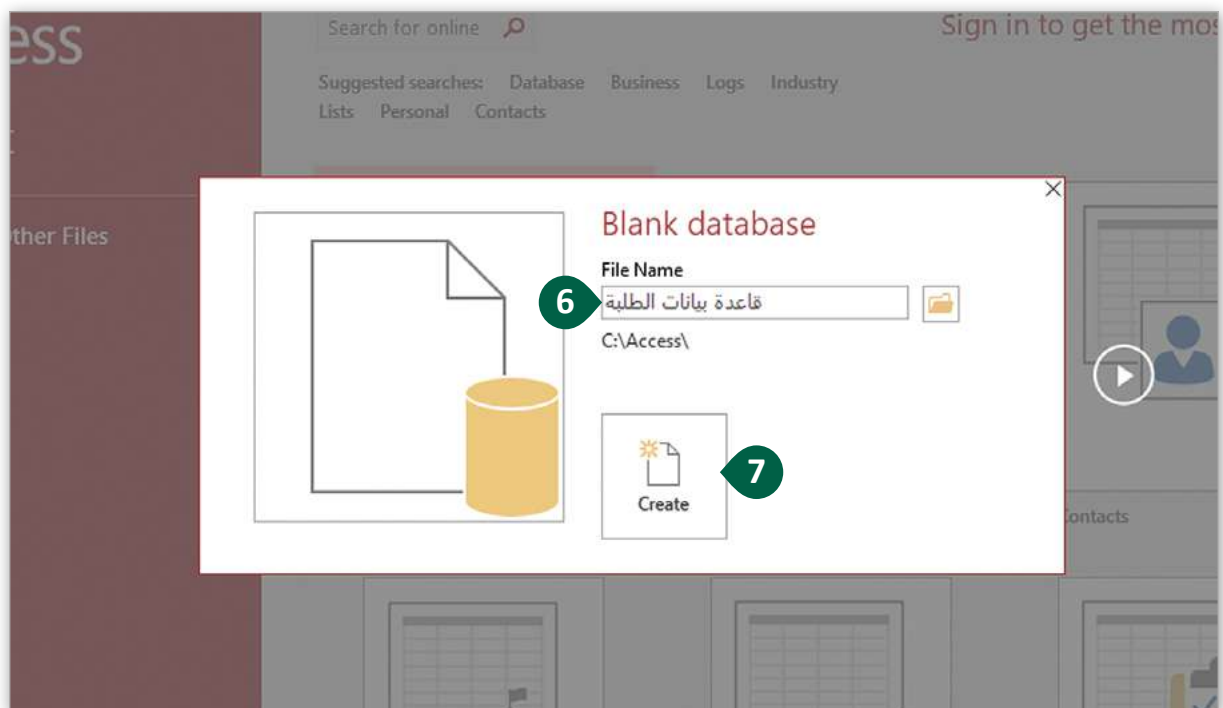 ess
Search for online
Sign in to get the mos
Suggested searches: Database Business Logs Industry
Lists Personal Contacts
ther Files
Blank database
File Name
6
قاعدة بيانات الطلبة
C:\Access\
Create
7
Contacts